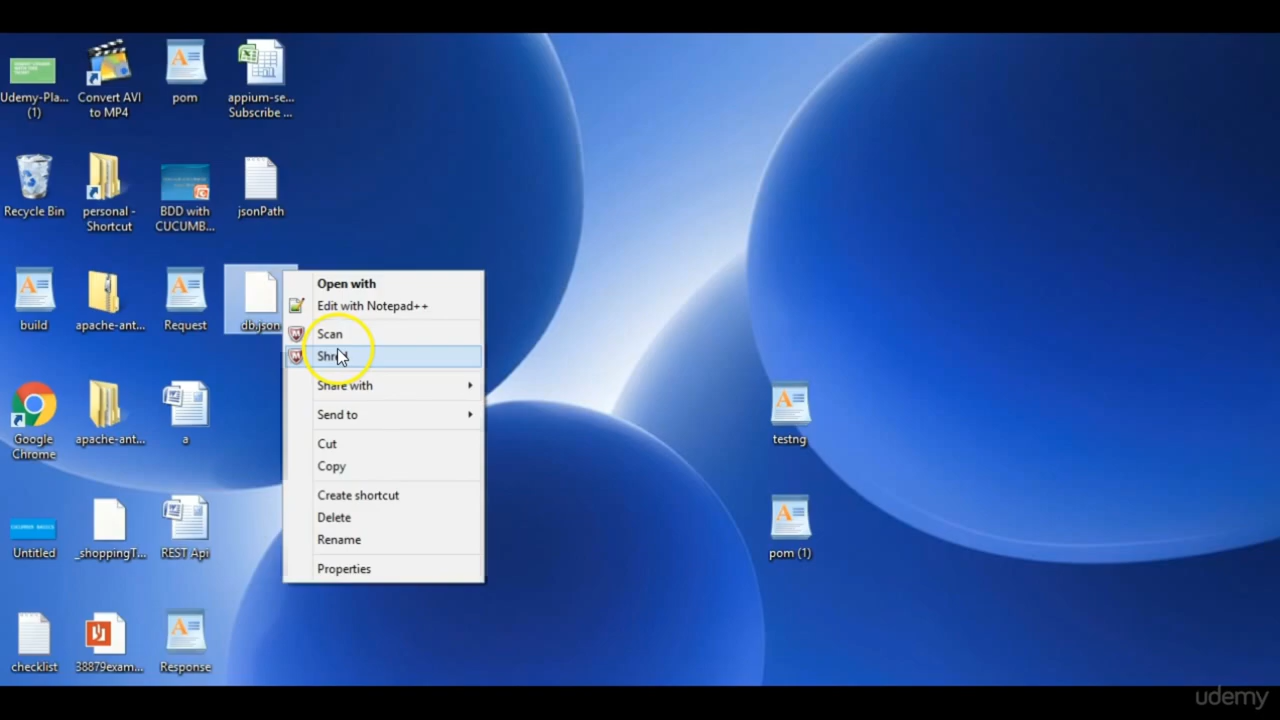 Udemy-Pla...
(1)
Convert AVI
to MP4
pom
appium-se...
Subscribe ...
Recycle Bin
personal -
Shortcut
BDD with
CUCUMB...
jsonPath
build
apache-ant...
Request
db.json
Open with
Edit with Notepad++
Scan
Share with
Send to
Cut
Copy
Create shortcut
Delete
Rename
Properties
Google
Chrome
apache-ant...
a
Untitled
_shoppingT...
REST Api
checklist
38879exam...
Response
testng
pom (1)
udemy